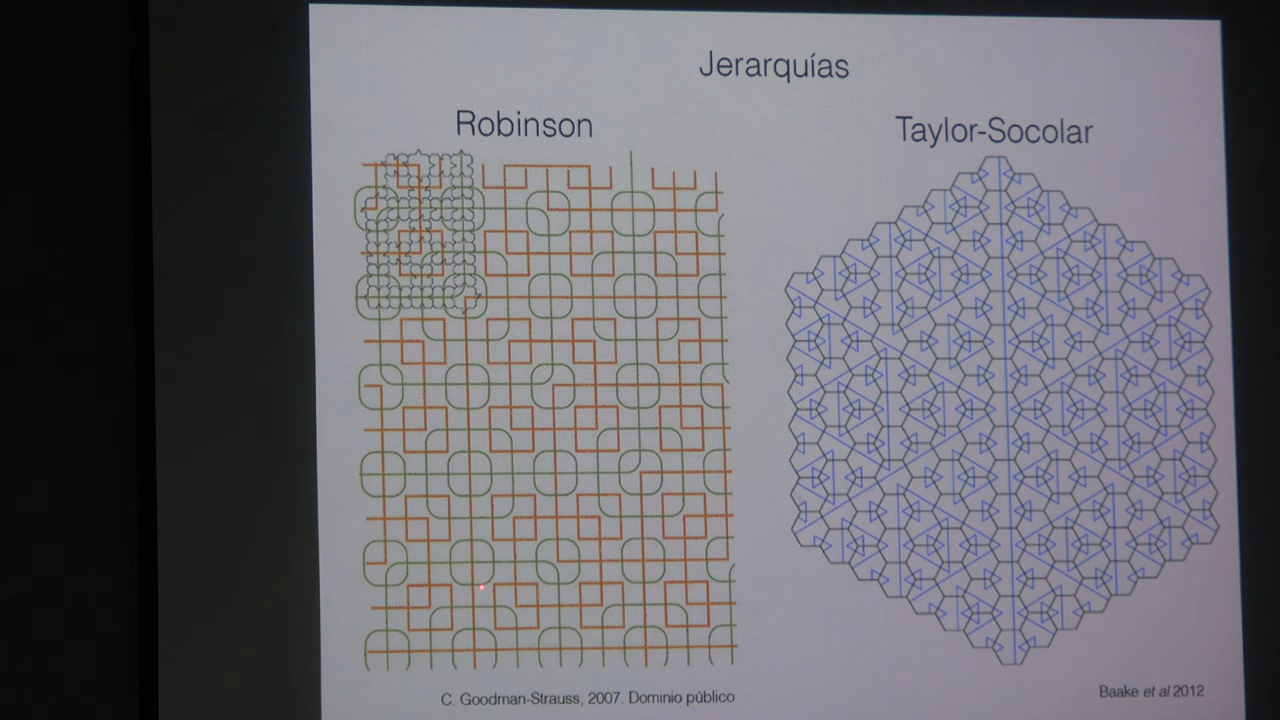 Jerarquías
Robinson
Taylor-Socolar
C. Goodman-Strauss, 2007. Dominio público
Baake et al 2012